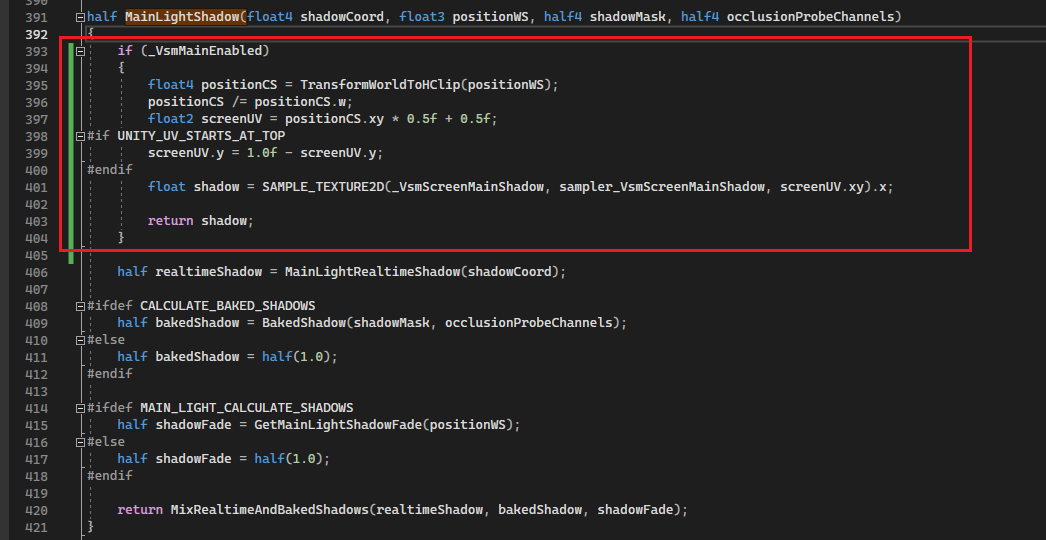 390
391 half MainLightShadow(float4 shadowCoord, float3 positionWS, half4 shadowMask, half4 occlusionProbeChannels)
392 {
393 if (_VsmMainEnabled)
394 {
395 float4 positionCS = TransformWorldToHClip(positionWS);
396 positionCS /= positionCS.w;
397 float2 screenUV = positionCS.xy * 0.5f + 0.5f;
398 #if UNITY_UV_STARTS_AT_TOP
399 screenUV.y = 1.0f - screenUV.y;
400 #endif
401 float shadow = SAMPLE_TEXTURE2D(_VsmScreenMainShadow, sampler_VsmScreenMainShadow, screenUV.xy).x;
402
403 return shadow;
404 }
405
406 half realtimeShadow = MainLightRealtimeShadow(shadowCoord);
407
408 #ifdef CALCULATE_BAKED_SHADOWS
409 half bakedShadow = BakedShadow(shadowMask, occlusionProbeChannels);
410 #else
411 half bakedShadow = half(1.0);
412 #endif
413
414 #ifdef MAIN_LIGHT_CALCULATE_SHADOWS
415 half shadowFade = GetMainLightShadowFade(positionWS);
416 #else
417 half shadowFade = half(1.0);
418 #endif
419
420 return MixRealtimeAndBakedShadows(realtimeShadow, bakedShadow, shadowFade);
421 }